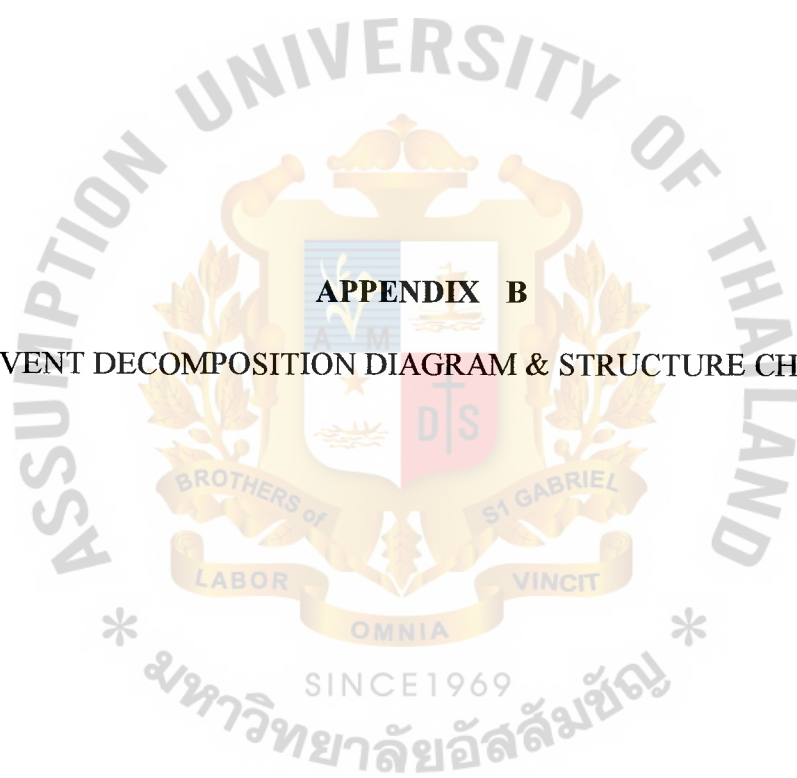 ASSUMPTION UNIVERSITY OF THAILAND
APPENDIX B
VENT DECOMPOSITION DIAGRAM & STRUCTURE CH
A M
D S
BROTHERS of S1 GABRIEL
LABOR
VINCIT
OMNIA
SINCE1969
* มหาวิทยาลัยอัสสัมชัญ *